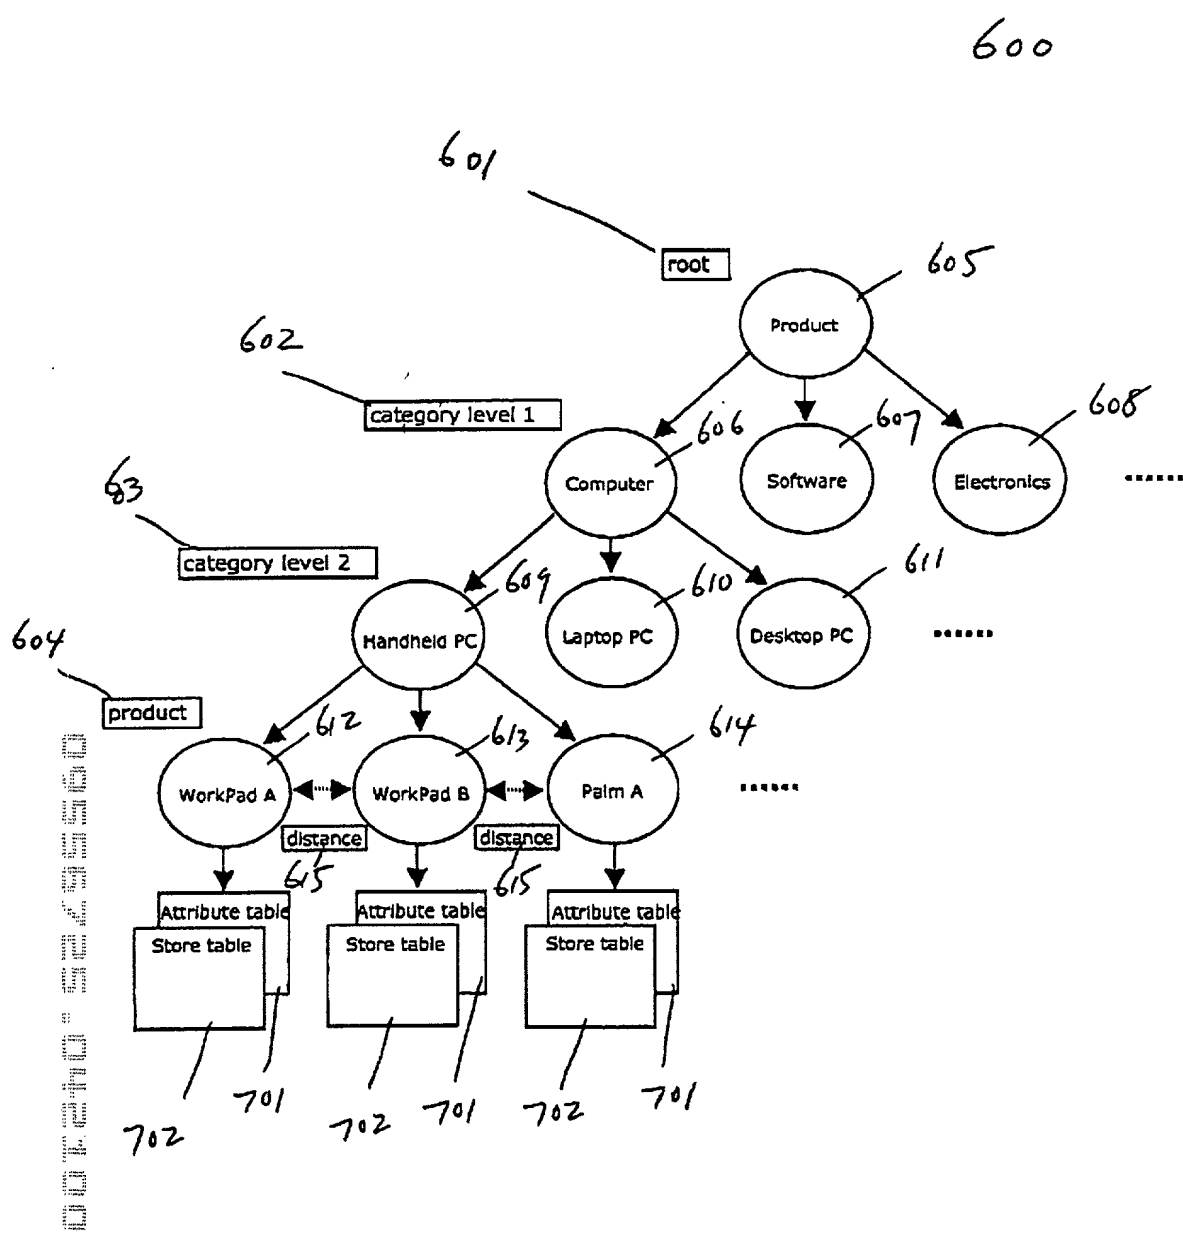 600
601
root
605
Product
602
category level 1
606
607
608
Computer
Software
Electronics
63
category level 2
609
610
611
Handheld PC
Laptop PC
Desktop PC
604
product
612
613
614
WorkPad A
WorkPad B
Palm A
distance
distance
615
615
Attribute table
Attribute table
Attribute table
Store table
Store table
Store table
702
701
702
701
702
701